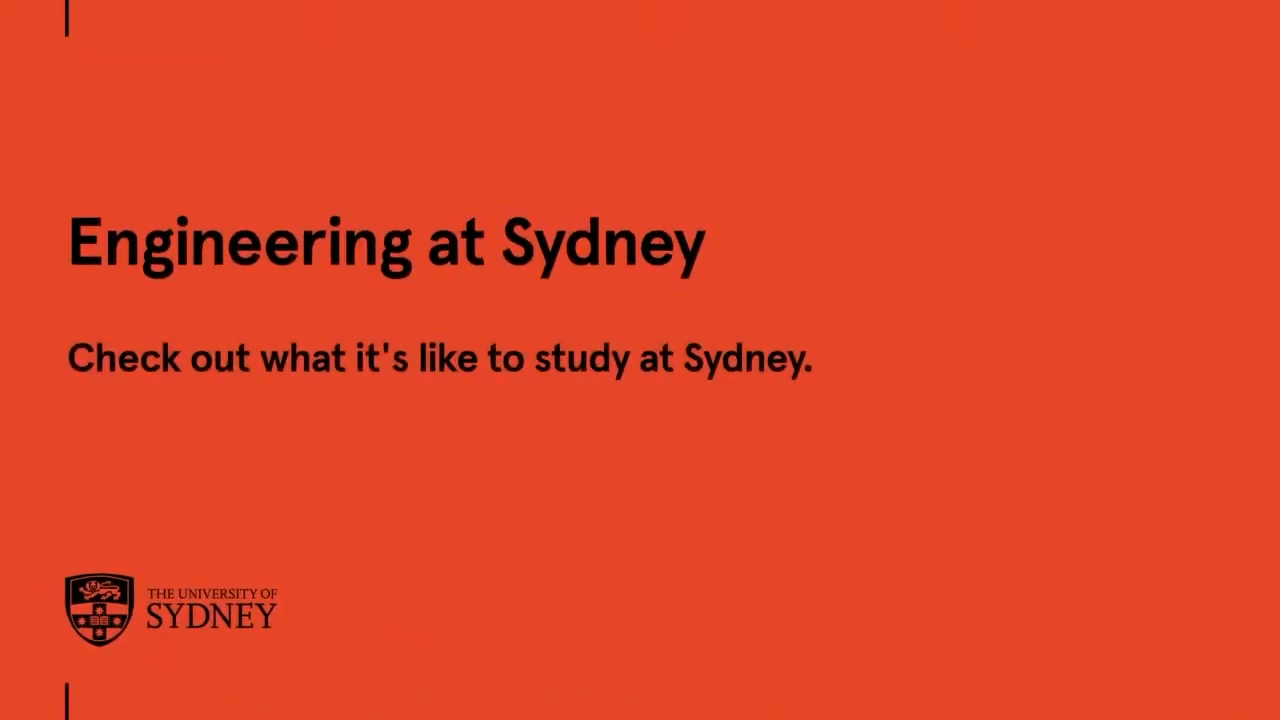 Engineering at Sydney
Check out what it's like to study at Sydney.
THE UNIVERSITY OF
SYDNEY